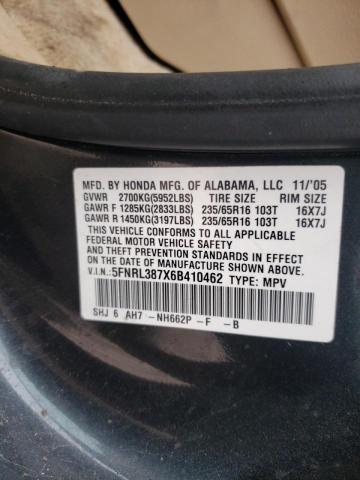 MFD. BY HONDA MFG. OF ALABAMA, LLC 11/'05
GVWR 2700KG(5952LBS) TIRE SIZE RIM SIZE
GAWR F 1285KG(2833LBS) 235/65R16 103T 16X7J
GAWR R 1450KG(3197LBS) 235/65R16 103T 16X7J
THIS VEHICLE CONFORMS TO ALL APPLICABLE
FEDERAL MOTOR VEHICLE SAFETY AND
THEFT PREVENTION STANDARDS IN EFFECT ON
THE DATE OF MANUFACTURE SHOWN ABOVE.
V.I.N.: 5FNRL387X6B410462 TYPE: MPV
SHJ 6 AH7 -NH662P -F -B